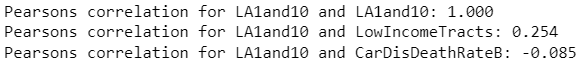 Pearsons correlation for LA1and10 and LA1and10: 1.000
Pearsons correlation for LA1and10 and LowIncomeTracts: 0.254
Pearsons correlation for LA1and10 and CarDisDeathRateB: -0.085